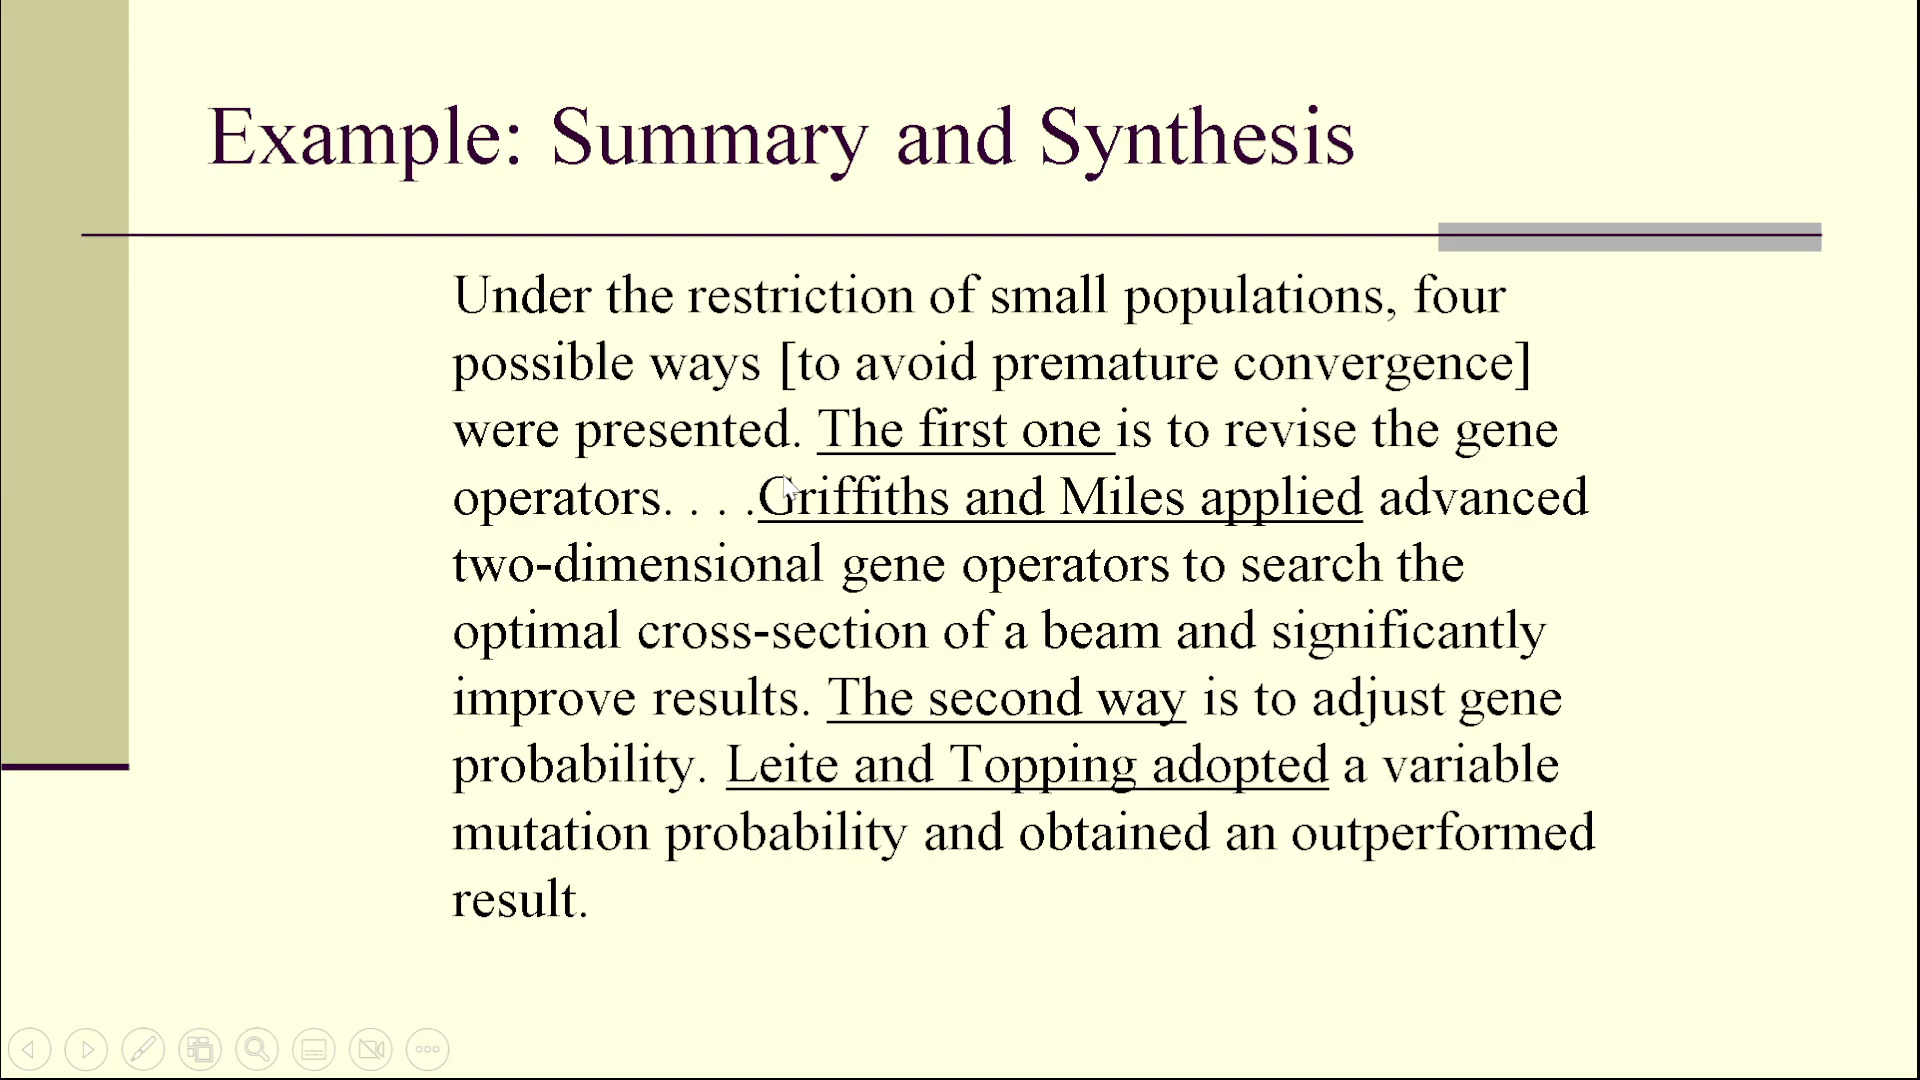 Example: Summary and Synthesis
Under the restriction of small populations, four
possible ways [to avoid premature convergence]
were presented. The first one is to revise the gene
operators. . . .Griffiths and Miles applied advanced
two-dimensional gene operators to search the
optimal cross-section of a beam and significantly
improve results. The second way is to adjust gene
probability. Leite and Topping adopted a variable
mutation probability and obtained an outperformed
result.